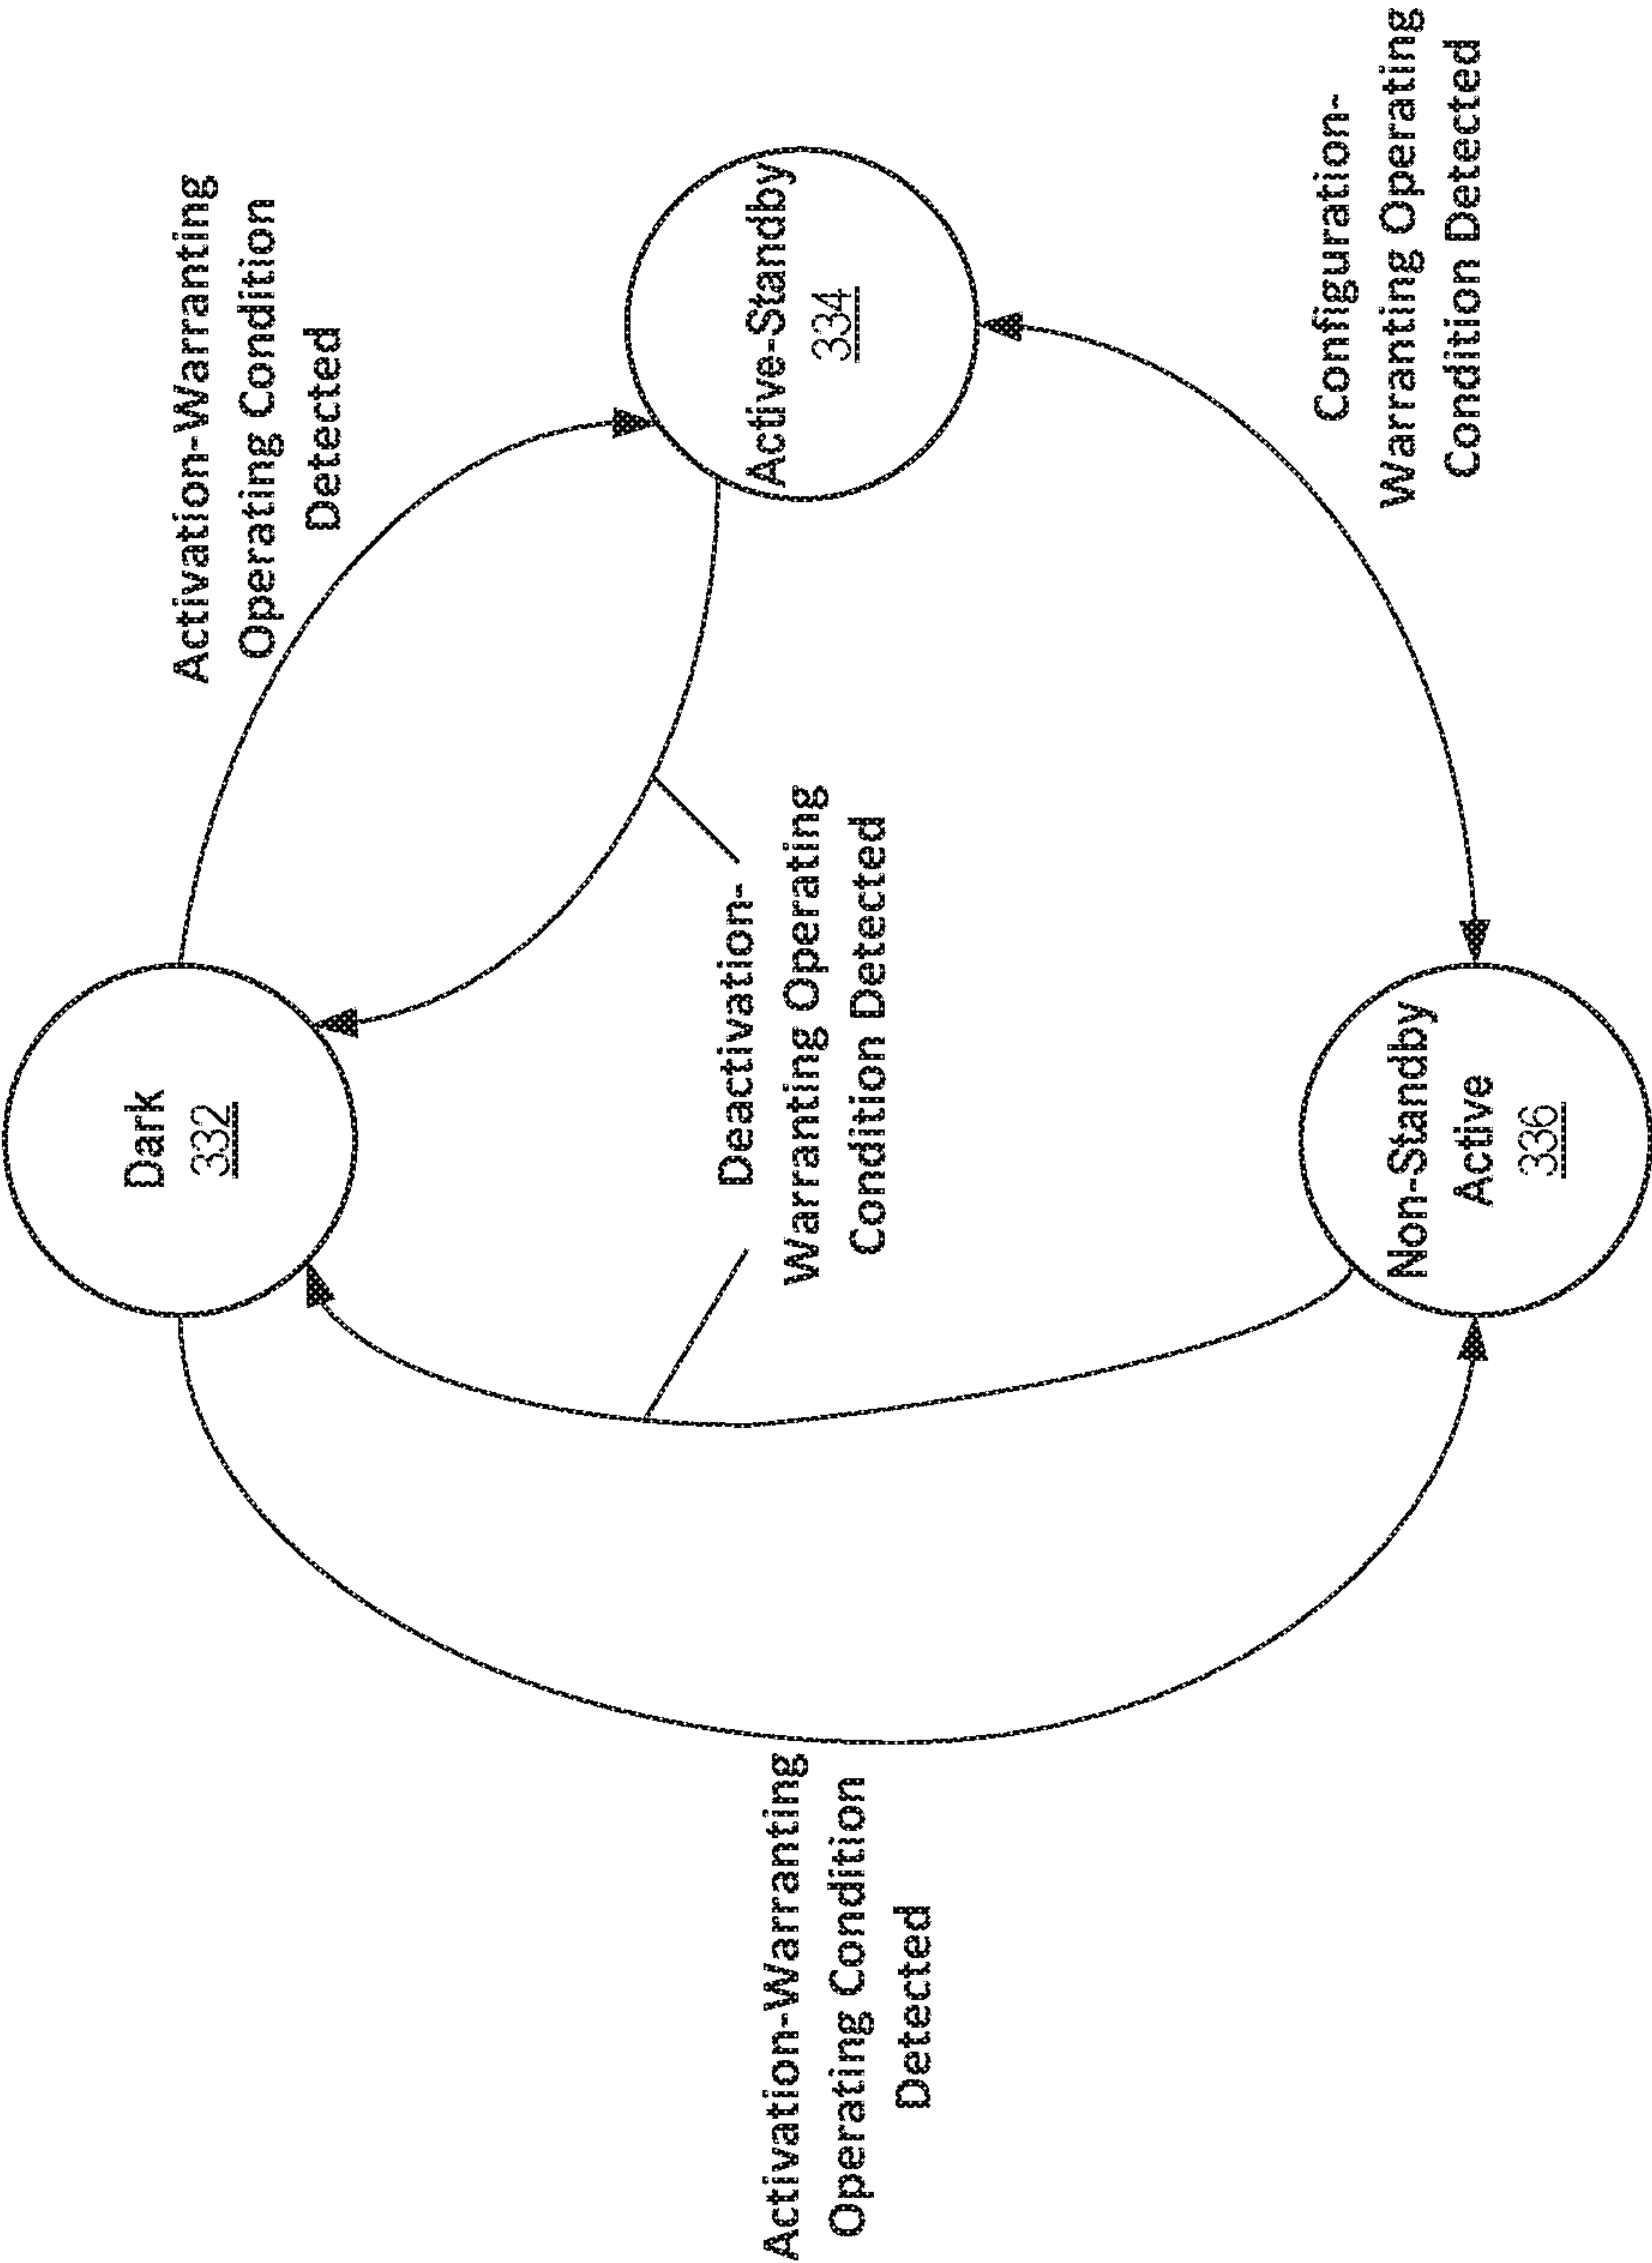 Dark
332
Activation-Warranting
Operating Condition
Detected
Activation-Warranting
Operating Condition
Detected
Deactivation-
Warranting Operating
Condition Detected
Active-Standby
334
Non-Standby
Active
336
Configuration-
Warranting Operating
Condition Detected